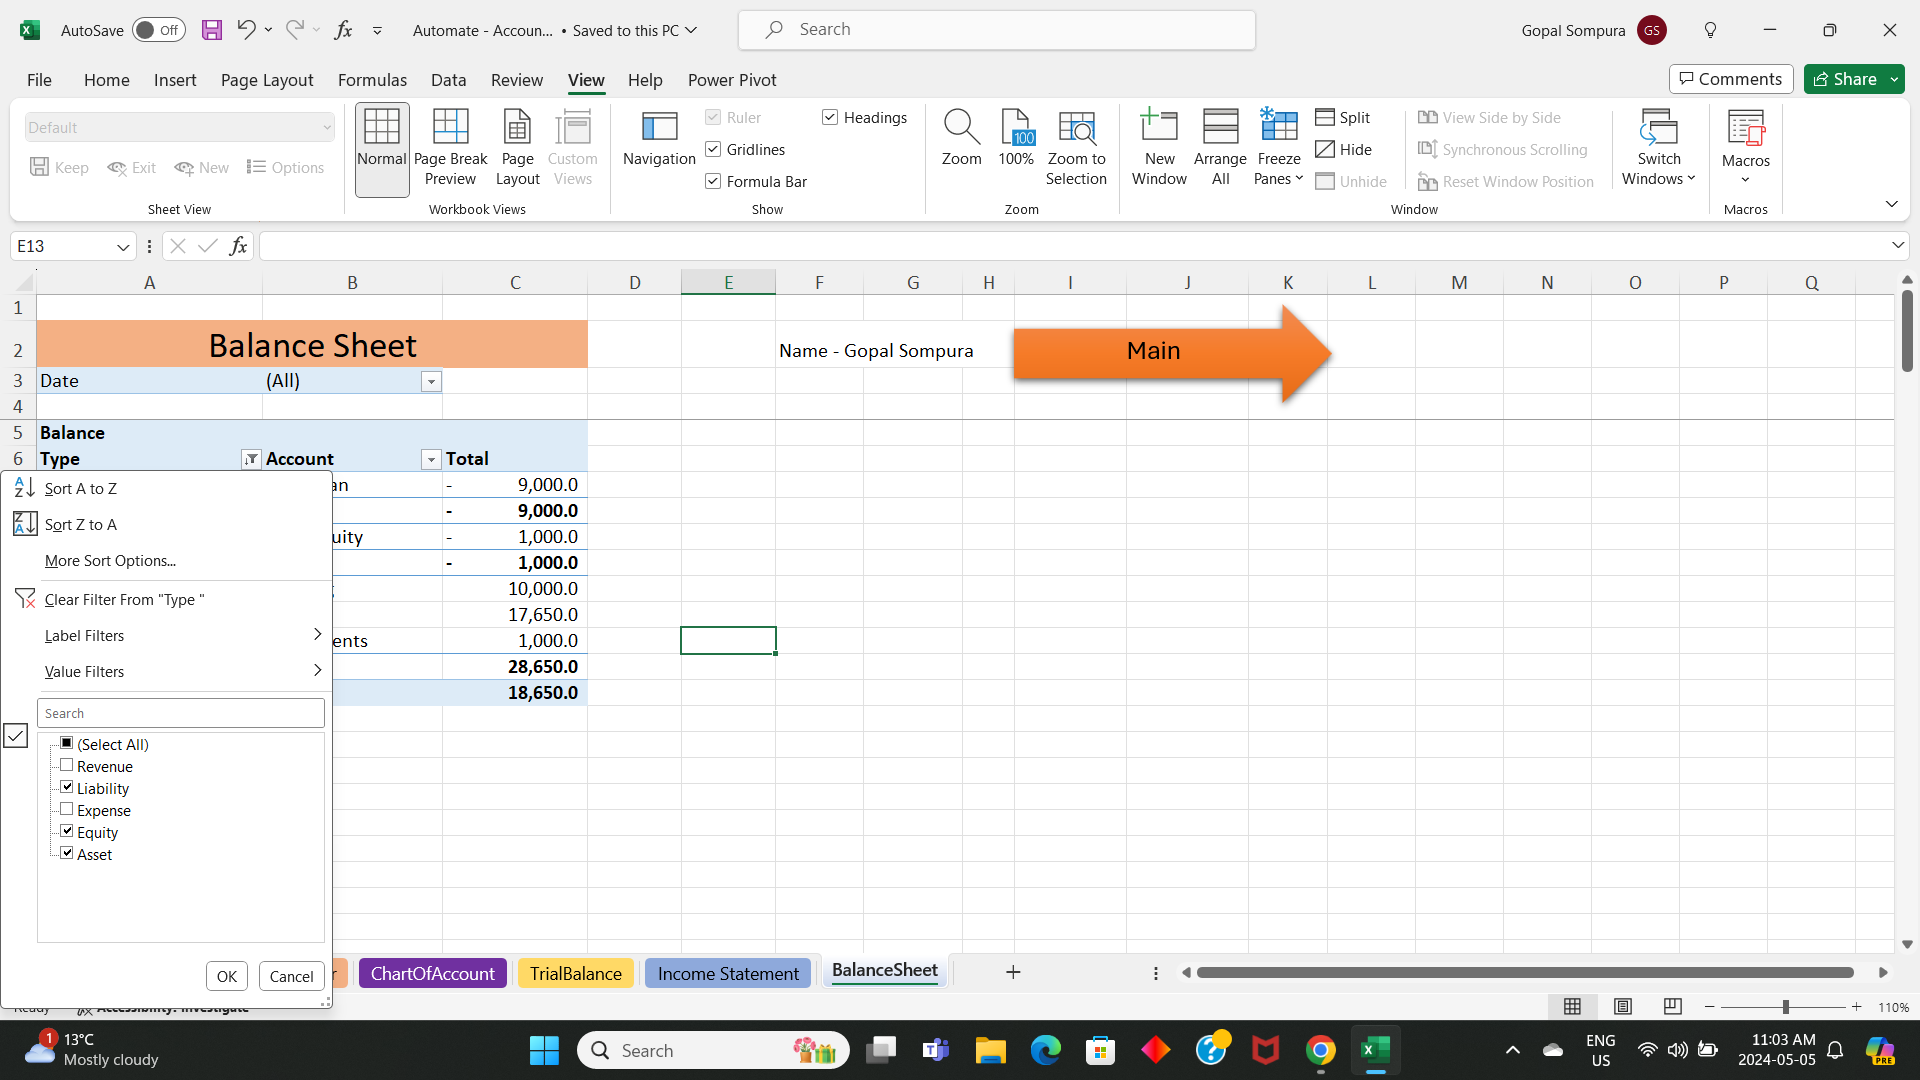 AutoSave Off Automate - Accoun... • Saved to this PC Search Gopal Sompura GS
File Home Insert Page Layout Formulas Data Review View Help Power Pivot Comments Share
Default
Keep Exit New Options
Sheet View
Normal Page Break Preview Page Layout Custom Views
Workbook Views
Navigation
Ruler
Gridlines
Formula Bar
Headings
Show
Zoom 100% Zoom to Selection
Zoom
New Window Arrange All Freeze Panes
Split
Hide
Unhide
View Side by Side
Synchronous Scrolling
Reset Window Position
Switch Windows
Window
Macros
Macros
E13 fx
A B C D E F G H I J K L M N O P Q
1
2 Balance Sheet Name - Gopal Sompura Main
3 Date (All)
4
5 Balance
6 Type Account Total
an - 9,000.0
- 9,000.0
uity - 1,000.0
- 1,000.0
10,000.0
17,650.0
ents 1,000.0
28,650.0
18,650.0
Sort A to Z
Sort Z to A
More Sort Options...
Clear Filter From "Type "
Label Filters
Value Filters
Search
(Select All)
Revenue
Liability
Expense
Equity
Asset
OK Cancel
r ChartOfAccount TrialBalance Income Statement BalanceSheet
Ready Accessibility: Investigate 110%
1 13°C
Mostly cloudy
Search
ENG
US
11:03 AM
2024-05-05
PRE